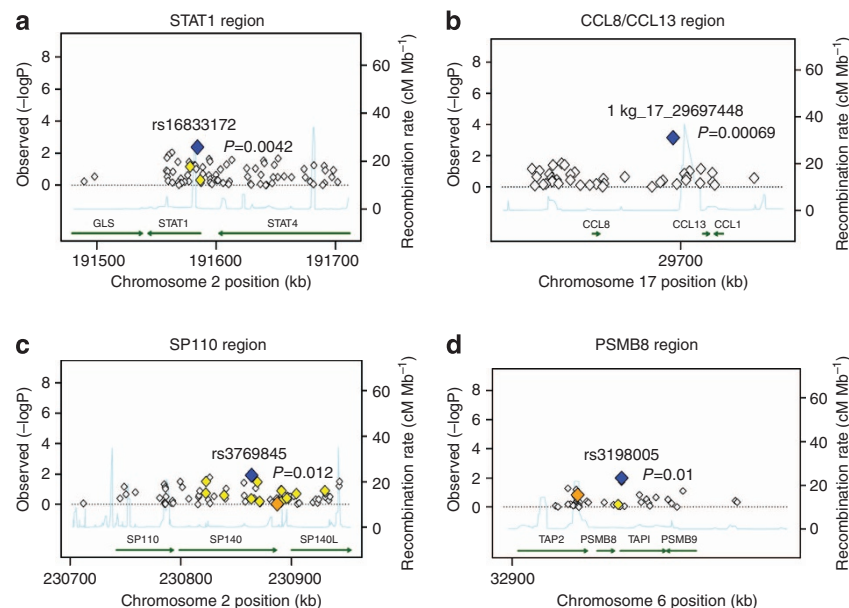 a
STAT1 region
Observed (–logP)
8
6
4
2
0
60
40
20
0
Recombination rate (cM Mb−1)
rs16833172
P=0.0042
GLS
STAT1
STAT4
191500
191600
191700
Chromosome 2 position (kb)
b
CCL8/CCL13 region
Observed (–logP)
8
6
4
2
0
60
40
20
0
Recombination rate (cM Mb−1)
1 kg_17_29697448
P=0.00069
CCL8
CCL13
CCL1
29700
Chromosome 17 position (kb)
c
SP110 region
Observed (–logP)
8
6
4
2
0
60
40
20
0
Recombination rate (cM Mb−1)
rs3769845
P=0.012
SP110
SP140
SP140L
230700
230800
230900
Chromosome 2 position (kb)
d
PSMB8 region
Observed (–logP)
8
6
4
2
0
60
40
20
0
Recombination rate (cM Mb−1)
rs3198005
P=0.01
TAP2
PSMB8
TAPI
PSMB9
32900
Chromosome 6 position (kb)